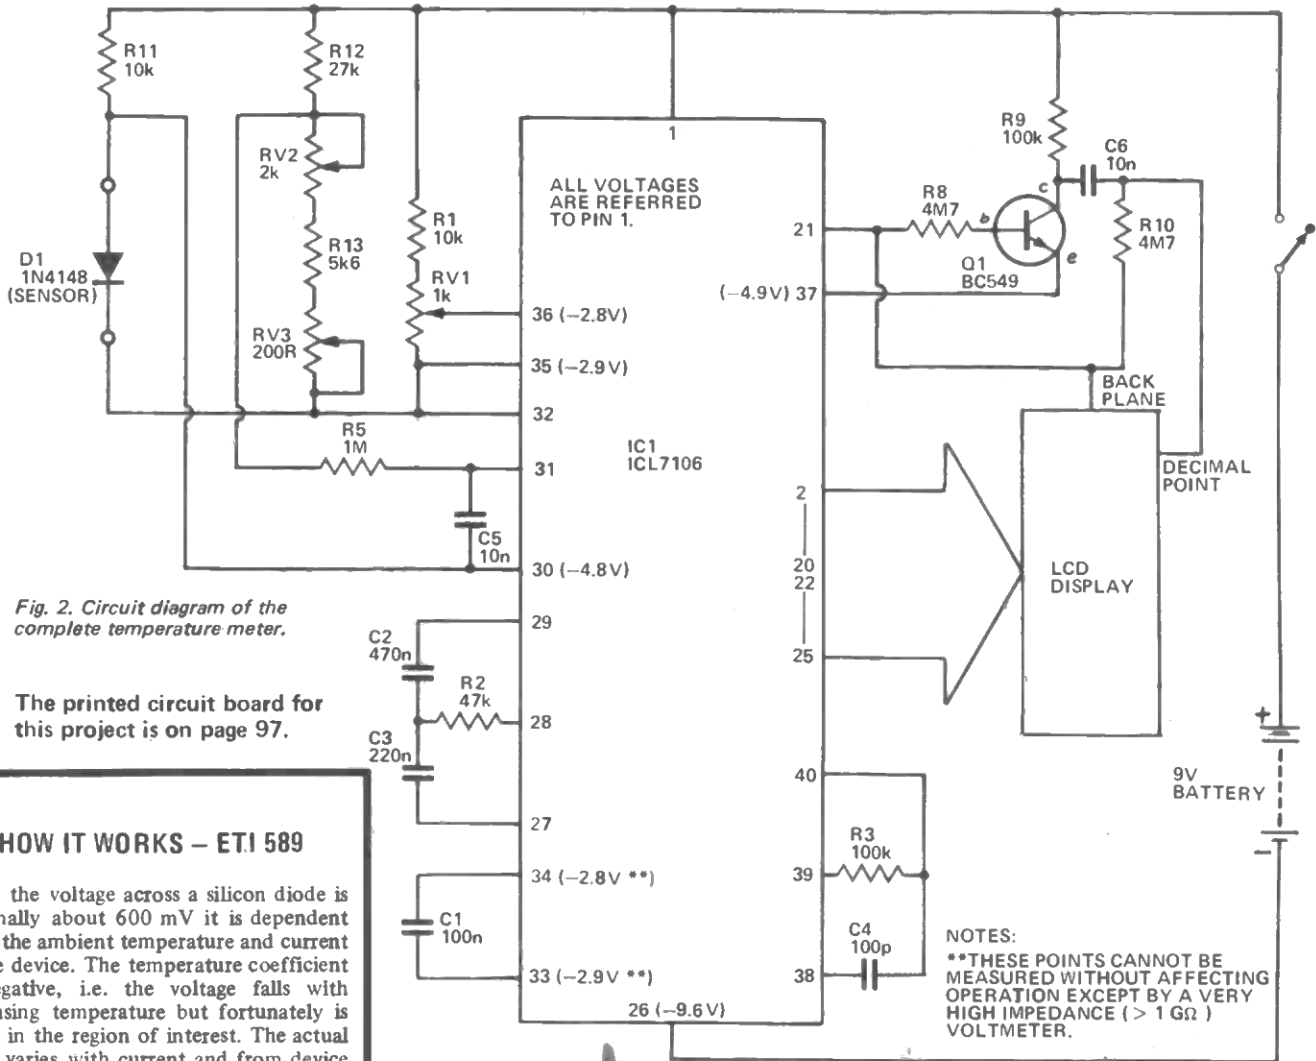 R11
10k
R12
27k
RV2
2k
R13
5k6
RV3
200R
R1
10k
RV1
1k
D1
1N4148
(SENSOR)
R5
1M
C5
10n
1
ALL VOLTAGES
ARE REFERRED
TO PIN 1.
36 (−2.8V)
35 (−2.9V)
32
31
30 (−4.8V)
29
28
27
34 (−2.8V **)
33 (−2.9V **)
26 (−9.6V)
IC1
ICL7106
21
(−4.9V) 37
2
20
22
25
40
39
38
R9
100k
C6
10n
R8
4M7
b
c
e
Q1
BC549
R10
4M7
BACK
PLANE
DECIMAL
POINT
LCD
DISPLAY
+
9V
BATTERY
−
C2
470n
R2
47k
C3
220n
C1
100n
R3
100k
C4
100p
NOTES:
**THESE POINTS CANNOT BE
MEASURED WITHOUT AFFECTING
OPERATION EXCEPT BY A VERY
HIGH IMPEDANCE (> 1 GΩ )
VOLTMETER.
Fig. 2. Circuit diagram of the
complete temperature meter.
The printed circuit board for
this project is on page 97.
HOW IT WORKS – ETI 589
the voltage across a silicon diode is
nally about 600 mV it is dependent
the ambient temperature and current
e device. The temperature coefficient
egative, i.e. the voltage falls with
asing temperature but fortunately is
in the region of interest. The actual
varies with current and from device